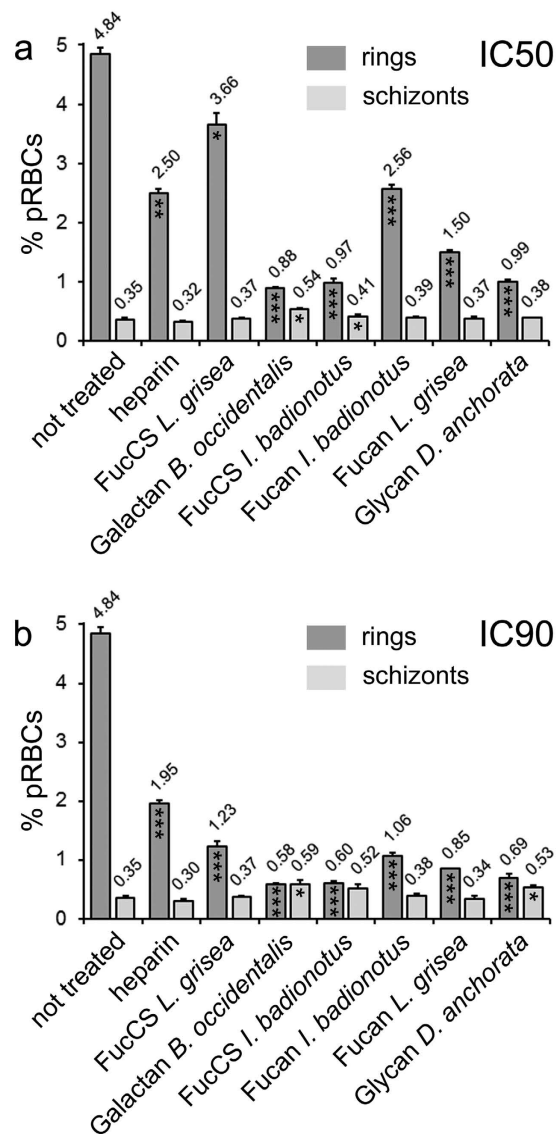 a
IC50
rings
schizonts
% pRBCs
5
4
3
2
1
0
4.84
0.35
**
2.50
0.32
*
3.66
0.37
***
0.88
*
0.54
***
0.97
*
0.41
***
2.56
0.39
***
1.50
0.37
***
0.99
0.38
not treated
heparin
FucCS L. grisea
Galactan B. occidentalis
FucCS I. badionotus
Fucan I. badionotus
Fucan L. grisea
Glycan D. anchorata
b
IC90
rings
schizonts
% pRBCs
5
4
3
2
1
0
4.84
0.35
***
1.95
0.30
***
1.23
0.37
***
0.58
*
0.59
***
0.60
0.52
***
1.06
0.38
***
0.85
0.34
***
0.69
*
0.53
not treated
heparin
FucCS L. grisea
Galactan B. occidentalis
FucCS I. badionotus
Fucan I. badionotus
Fucan L. grisea
Glycan D. anchorata